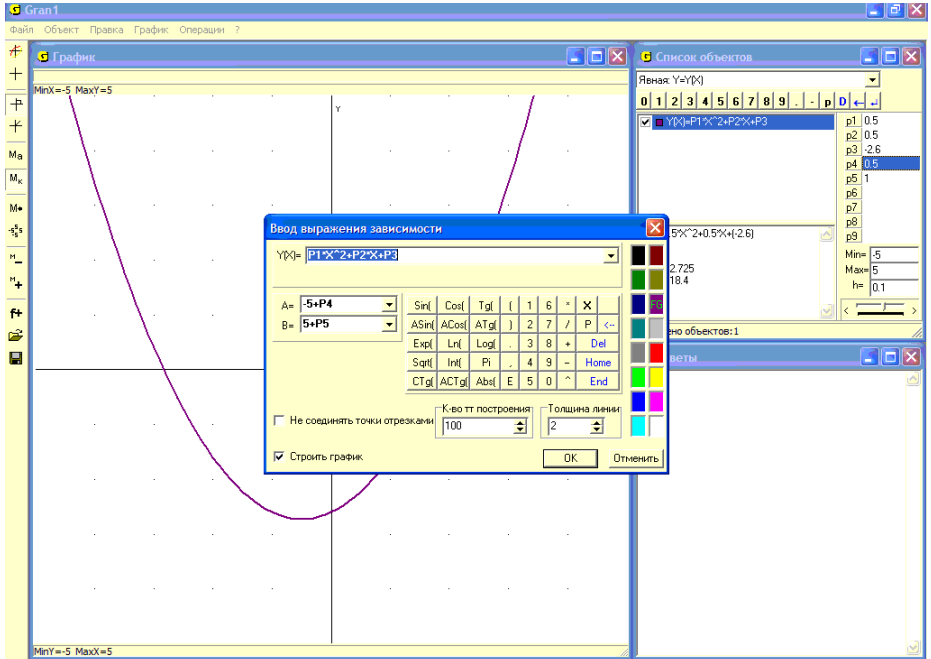 Gran1
Файл Объект Правка График Операции ?
График
MinX=-5 MaxY=5
Y
MinY=-5 MaxX=5
Ma
Mк
M
f+
Список объектов
Явная: Y=Y(X)
0 1 2 3 4 5 6 7 8 9 . - p D
Y(X)=P1*X^2+P2*X+P3
p1 0.5
p2 0.5
p3 -2.6
p4 0.5
p5 1
p6
p7
p8
p9
5*X^2+0.5*X+(-2.6)
2.725
18.4
Min= -5
Max= 5
h= 0.1
но объектов:1
веты
Ввод выражения зависимости
Y(X)= P1*X^2+P2*X+P3
A= -5+P4
B= 5+P5
Sin( Cos( Tg( ( 1 6 * X
ASin( ACos( ATg( ) 2 7 / P <--
Exp( Ln( Log( . 3 8 + Del
Sqrt( Int( Pi , 4 9 - Home
CTg( ACTg( Abs( E 5 0 ^ End
Не соединять точки отрезками
К-во тт построения
100
Толщина линии
2
Строить график
OK
Отменить